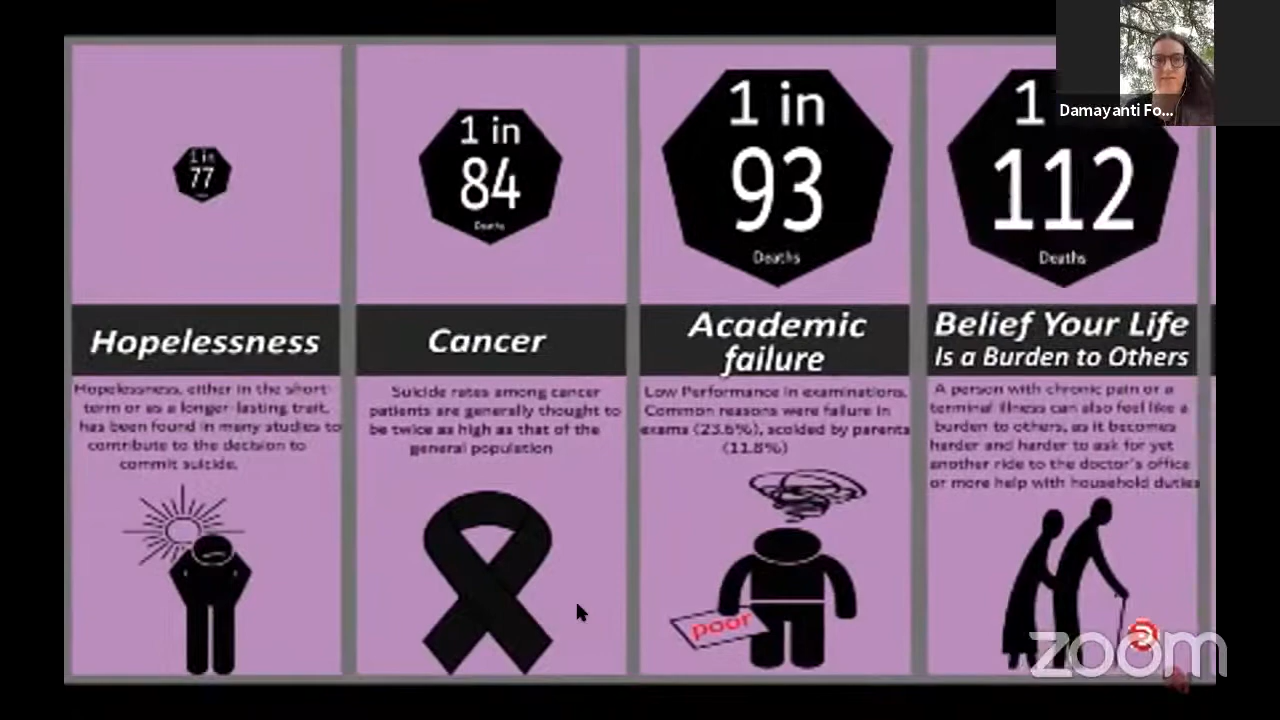 1 in
77
1 in
84
Deaths
1 in
93
Deaths
1
112
Deaths
Damayanti Fo...
Hopelessness
Cancer
Academic
failure
Belief Your Life
Is a Burden to Others
Hopelessness, either in the short-
term or as a longer-lasting trait,
has been found in many studies to
contribute to the decision to
commit suicide.
Suicide rates among cancer
patients are generally thought to
be twice as high as that of the
general population
Low Performance in examinations,
Common reasons were failure in
exams (23.6%), scolded by parents
(11.8%)
A person with chronic pain or a
terminal illness can also feel like a
burden to others, as it becomes
harder and harder to ask for yet
another ride to the doctor's office
or more help with household duties
poor
zoom